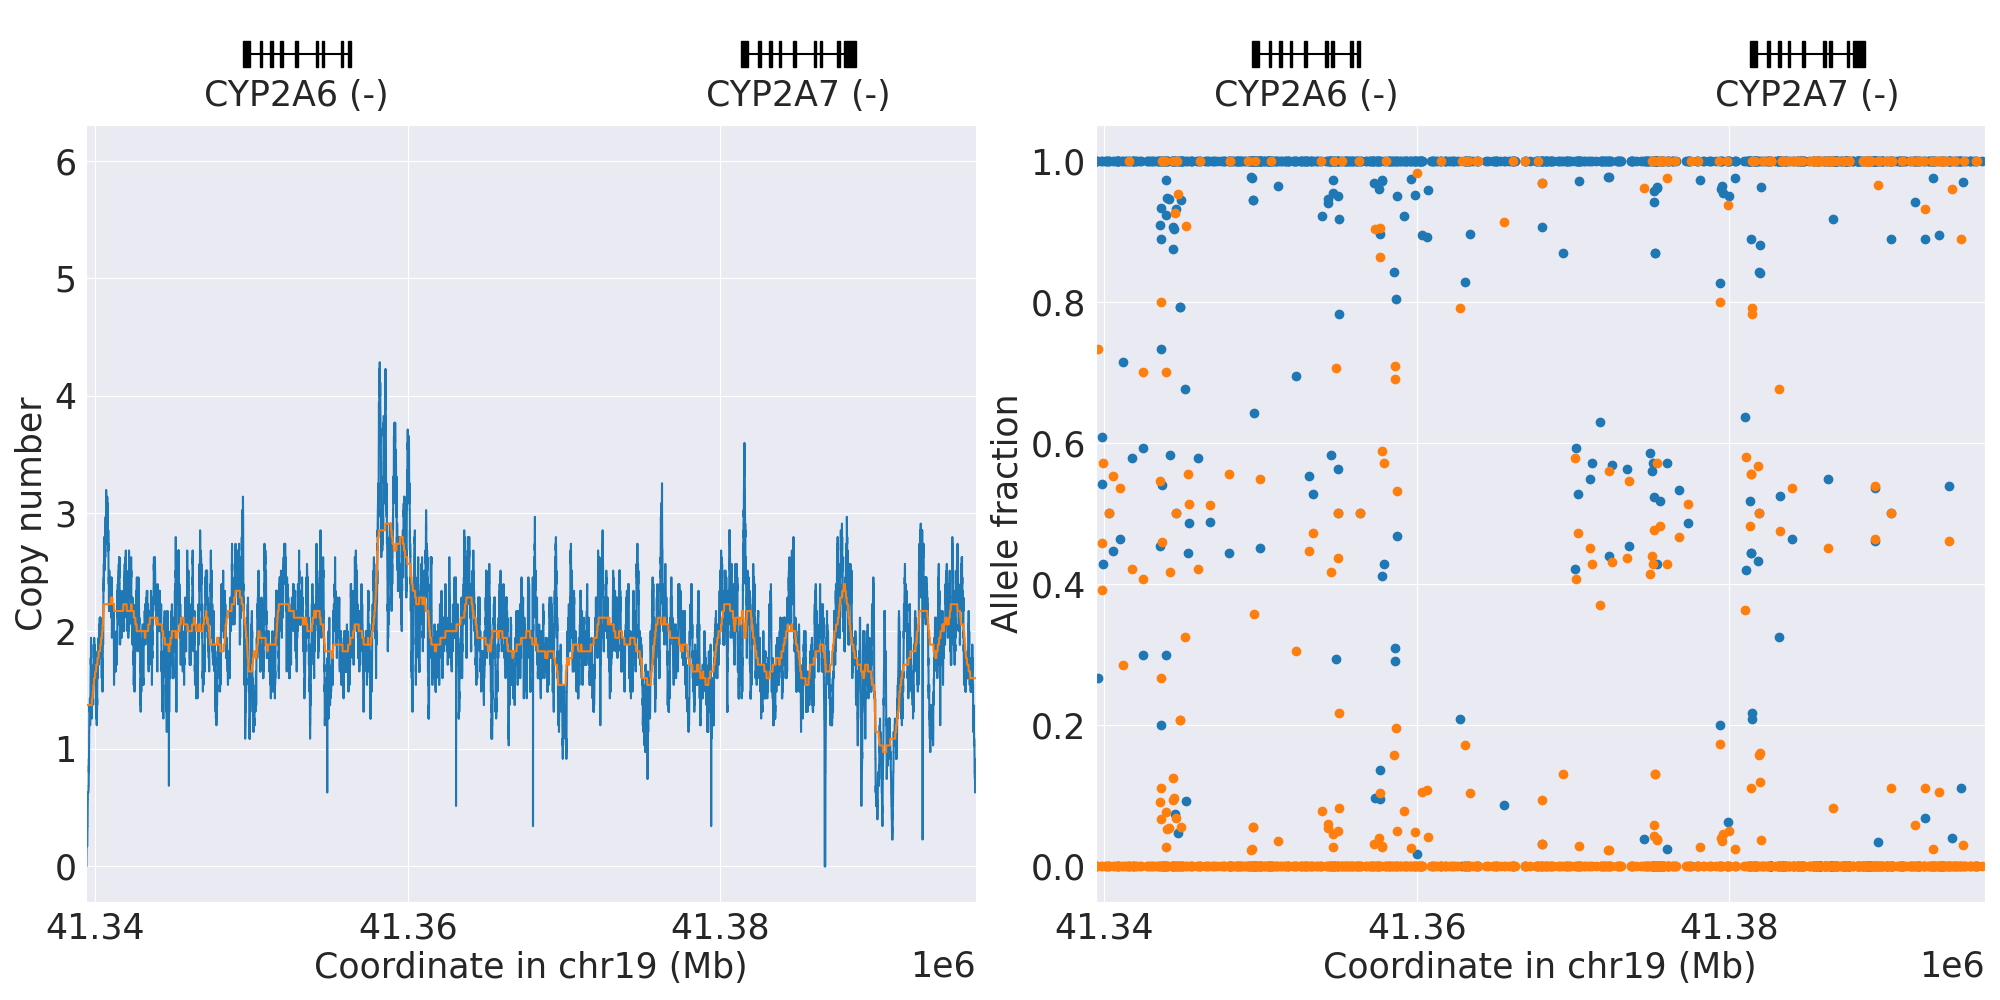 CYP2A6 (-)
CYP2A7 (-)
6
5
4
3
2
1
0
Copy number
41.34
41.36
41.38
Coordinate in chr19 (Mb)
1e6
CYP2A6 (-)
CYP2A7 (-)
1.0
0.8
0.6
0.4
0.2
0.0
Allele fraction
41.34
41.36
41.38
Coordinate in chr19 (Mb)
1e6